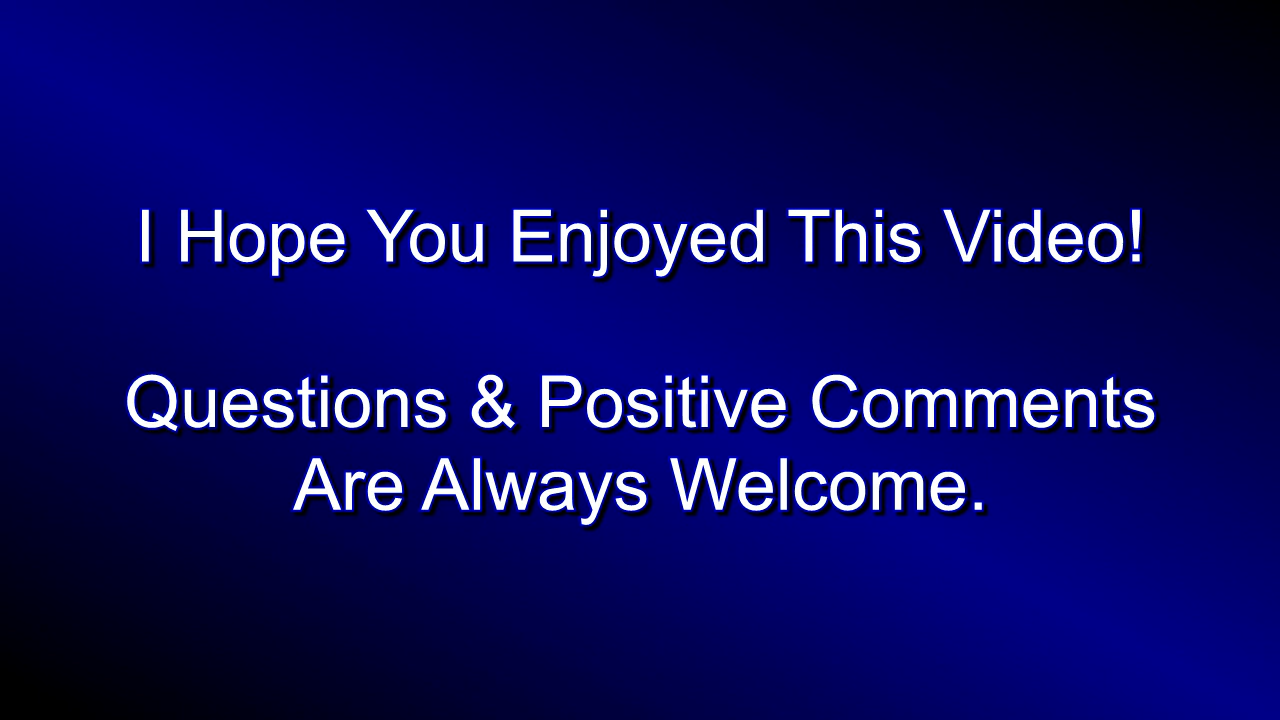 I Hope You Enjoyed This Video!
Questions & Positive Comments
Are Always Welcome.